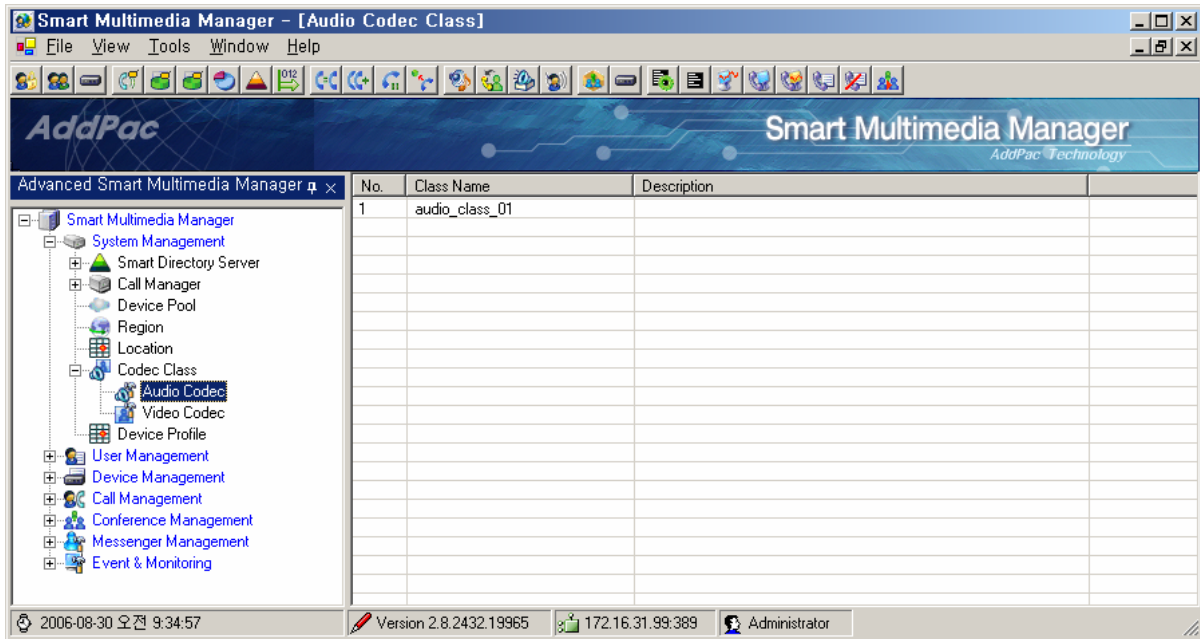 Smart Multimedia Manager - [Audio Codec Class]
File View Tools Window Help
012
AddPac
Smart Multimedia Manager
AddPac Technology
Advanced Smart Multimedia Manager
No. Class Name Description
1 audio_class_01
Smart Multimedia Manager
System Management
Smart Directory Server
Call Manager
Device Pool
Region
Location
Codec Class
Audio Codec
Video Codec
Device Profile
User Management
Device Management
Call Management
Conference Management
Messenger Management
Event & Monitoring
2006-08-30 오전 9:34:57 Version 2.8.2432.19965 172.16.31.99:389 Administrator